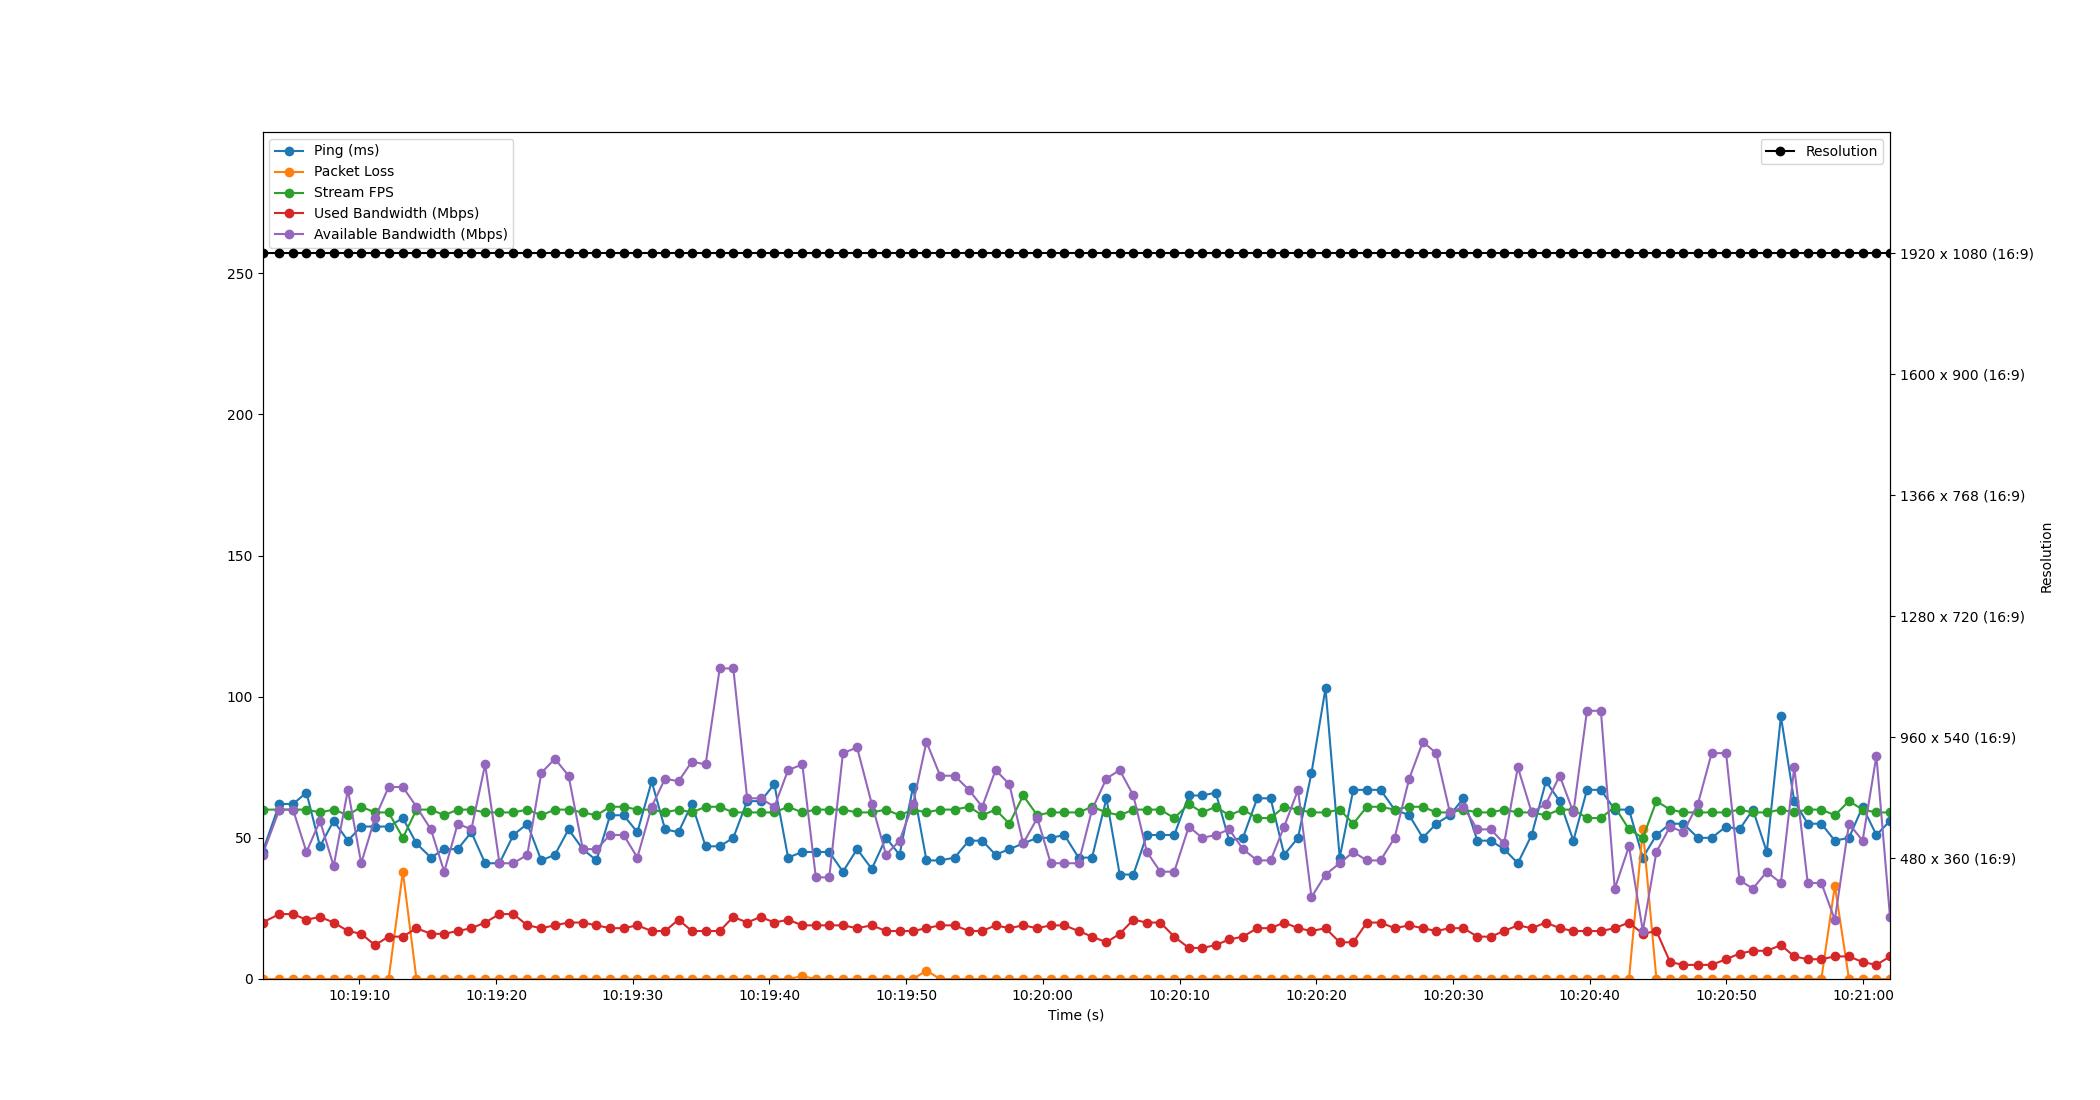 Ping (ms)
Packet Loss
Stream FPS
Used Bandwidth (Mbps)
Available Bandwidth (Mbps)
Resolution
250
200
150
100
50
0
1920 x 1080 (16:9)
1600 x 900 (16:9)
1366 x 768 (16:9)
1280 x 720 (16:9)
960 x 540 (16:9)
480 x 360 (16:9)
Resolution
10:19:10 10:19:20 10:19:30 10:19:40 10:19:50 10:20:00 10:20:10 10:20:20 10:20:30 10:20:40 10:20:50 10:21:00
Time (s)